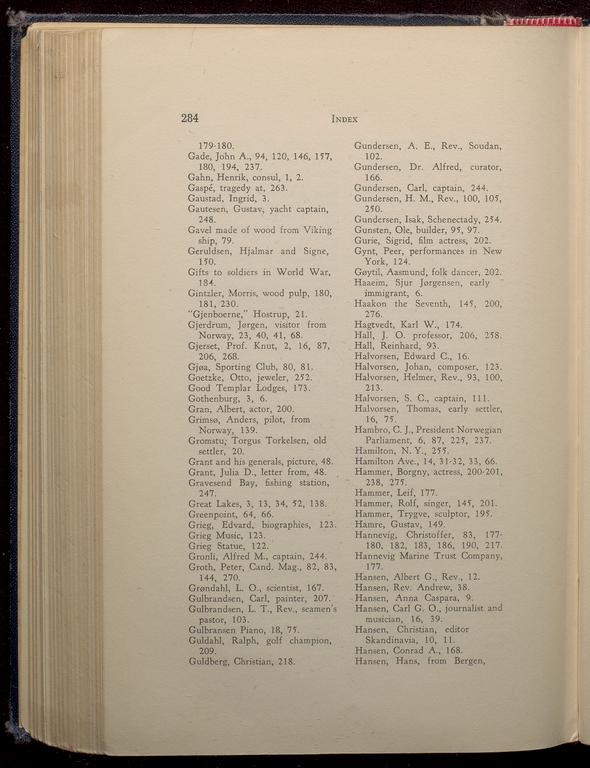 284
INDEX
179-180.
Gade, John A., 94, 120, 146, 157,
180, 194, 237.
Gahn, Henrik, consul, 1, 2.
Gaspé, tragedy at, 263.
Gaustad, Ingrid, 3.
Gautesen, Gustav, yacht captain,
248.
Gavel made of wood from Viking
ship, 79.
Geruldsen, Hjalmar and Signe,
150.
Gifts to soldiers in World War,
184.
Gintzler, Morris, wood pulp, 180,
181, 230.
"Gjenboerne," Hostrup, 21.
Gjerdrum, Jørgen, visitor from
Norway, 23, 40, 41, 68.
Gjerset, Prof. Knut, 2, 16, 87,
206, 268.
Gjøa, Sporting Club, 80, 81.
Goetzke, Otto, jeweler, 252.
Good Templar Lodges, 173.
Gothenburg, 3, 6.
Gran, Albert, actor, 200.
Grimsø, Anders, pilot, from
Norway, 139.
Gromstu, Torgus Torkelsen, old
settler, 20.
Grant and his generals, picture, 48.
Grant, Julia D., letter from, 48.
Gravesend Bay, fishing station,
247.
Great Lakes, 3, 13, 34, 52, 138.
Greenpoint, 64, 66.
Grieg, Edvard, biographies, 123.
Grieg Music, 123.
Grieg Statue, 122.
Gronli, Alfred M., captain, 244.
Groth, Peter, Cand. Mag., 82, 83,
144, 270.
Grøndahl, L. O., scientist, 167.
Gulbrandsen, Carl, painter, 207.
Gulbrandsen, L. T., Rev., seamen's
pastor, 103.
Gulbransen Piano, 18, 75.
Guldahl, Ralph, golf champion,
209.
Guldberg, Christian, 218.
Gundersen, A. E., Rev., Soudan,
102.
Gundersen, Dr. Alfred, curator,
166.
Gundersen, Carl, captain, 244.
Gundersen, H. M., Rev., 100, 105,
250.
Gundersen, Isak, Schenectady, 254.
Gunsten, Ole, builder, 95, 97.
Gurie, Sigrid, film actress, 202.
Gynt, Peer, performances in New
York, 124.
Gøytil, Aasmund, folk dancer, 202.
Haaeim, Sjur Jørgensen, early
immigrant, 6.
Haakon the Seventh, 145, 200,
276.
Hagtvedt, Karl W., 174.
Hall, J. O. professor, 206, 258.
Hall, Reinhard, 93.
Halvorsen, Edward C., 16.
Halvorsen, Johan, composer, 123.
Halvorsen, Helmer, Rev., 93, 100,
213.
Halvorsen, S. C., captain, 111.
Halvorsen, Thomas, early settler,
16, 75.
Hambro, C. J., President Norwegian
Parliament, 6, 87, 225, 237.
Hamilton, N. Y., 255.
Hamilton Ave., 14, 31-32, 33, 66.
Hammer, Borgny, actress, 200-201,
238, 275.
Hammer, Leif, 177.
Hammer, Rolf, singer, 145, 201.
Hammer, Trygve, sculptor, 195.
Hamre, Gustav, 149.
Hannevig, Christoffer, 83, 177-
180, 182, 183, 186, 190, 217.
Hannevig Marine Trust Company,
177.
Hansen, Albert G., Rev., 12.
Hansen, Rev. Andrew, 38.
Hansen, Anna Caspara, 9.
Hansen, Carl G. O., journalist and
musician, 16, 39.
Hansen, Christian, editor
Skandinavia, 10, 11.
Hansen, Conrad A., 168.
Hansen, Hans, from Bergen,